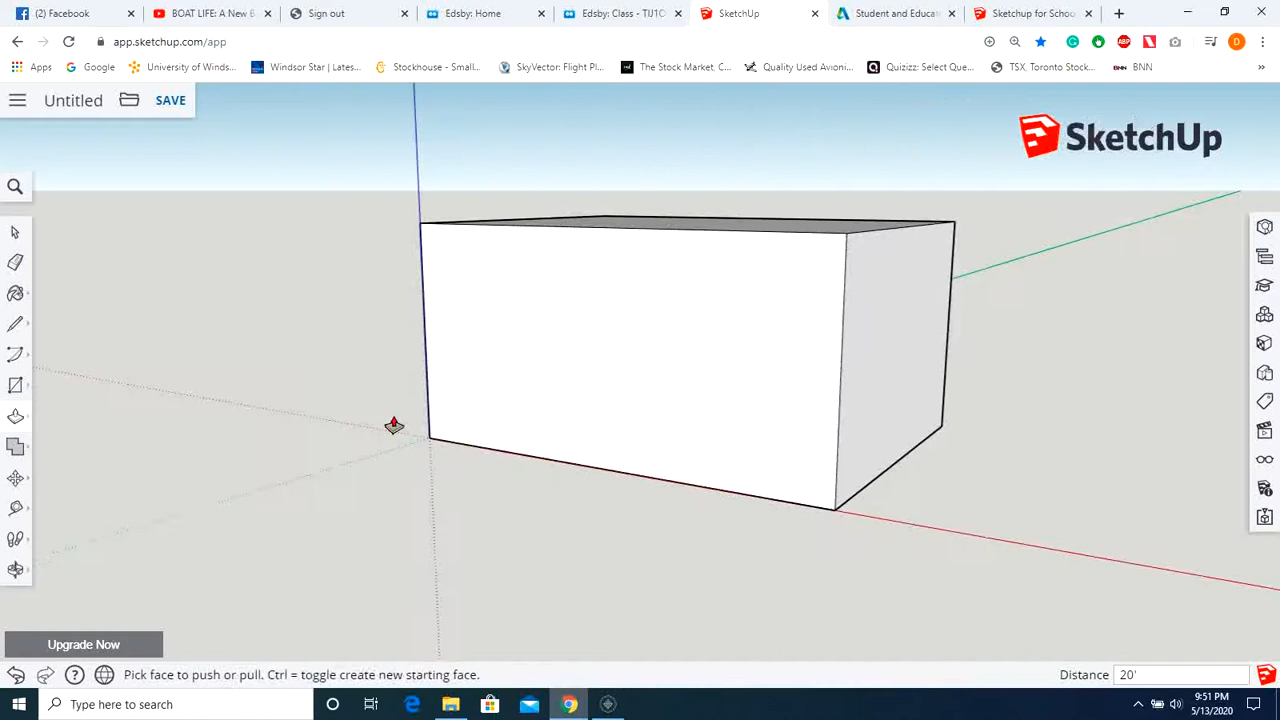 (2) Facebook
BOAT LIFE: A New B
Sign out
Edsby: Home
Edsby: Class - TIJ1C
SketchUp
Student and Educat
Sketchup for Schoo
app.sketchup.com/app
ABP
D
Apps
Google
University of Winds...
Windsor Star | Lates...
Stockhouse - Small...
SkyVector: Flight Pl...
The Stock Market, C...
Quality Used Avioni...
Quizizz: Select Que...
TSX, Toronto Stock...
BNN
BNN
Untitled
SAVE
SketchUp
Upgrade Now
Pick face to push or pull. Ctrl = toggle create new starting face.
Distance
20'
Type here to search
9:51 PM
5/13/2020